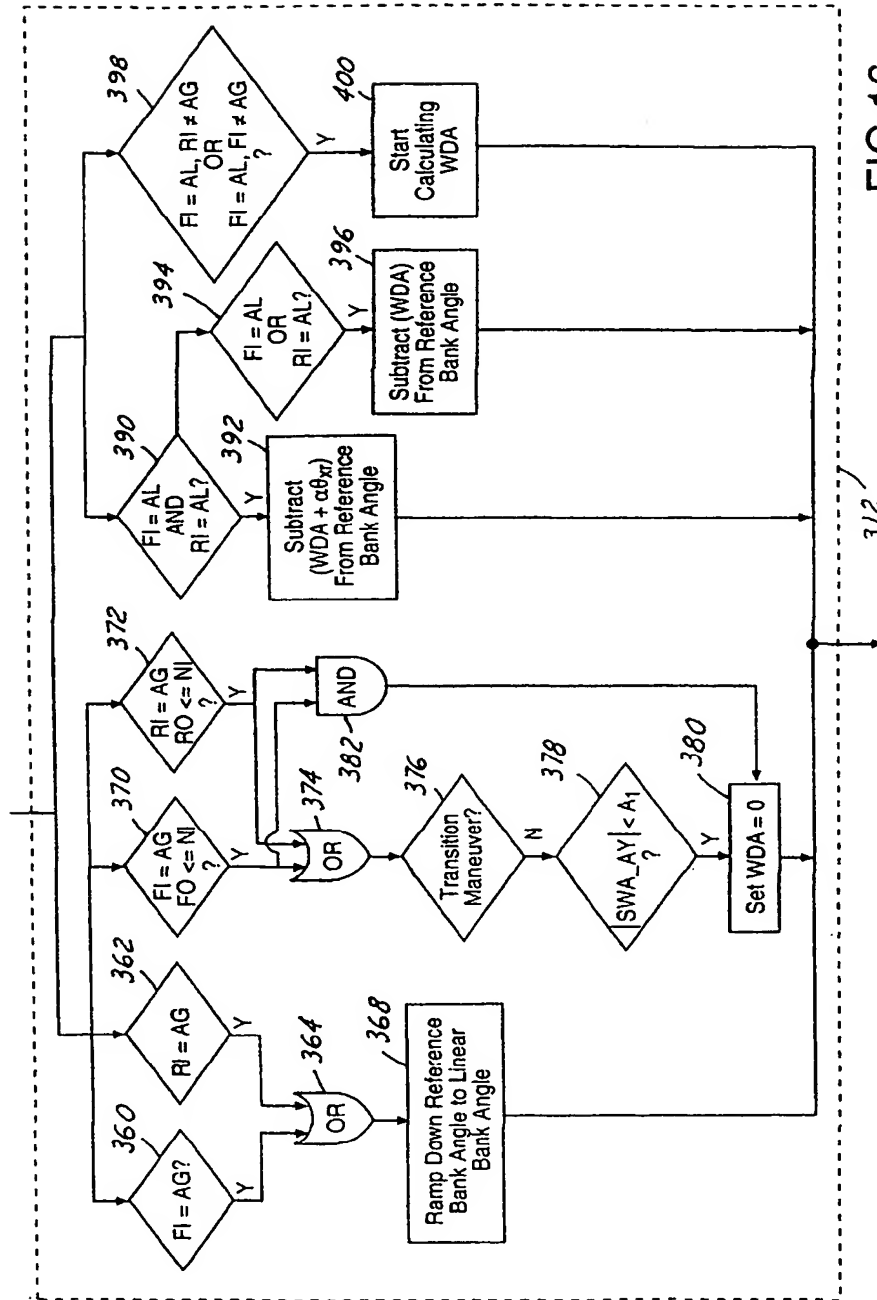 360
FI = AG?
Y
362
RI = AG
Y
364
OR
368
Ramp Down Reference
Bank Angle to Linear
Bank Angle
370
FI = AG
FO <= NI
?
Y
372
RI = AG
RO <= NI
?
Y
374
OR
382
AND
376
Transition
Maneuver?
N
378
|SWA_AY| < A1
?
Y
380
Set WDA = 0
390
FI = AL
AND
RI = AL?
Y
392
Subtract
(WDA + αθxr)
From Reference
Bank Angle
394
FI = AL
OR
RI = AL?
Y
396
Subtract (WDA)
From Reference
Bank Angle
398
FI = AL, RI ≠ AG
OR
FI = AL, FI ≠ AG
?
Y
400
Start
Calculating
WDA
312